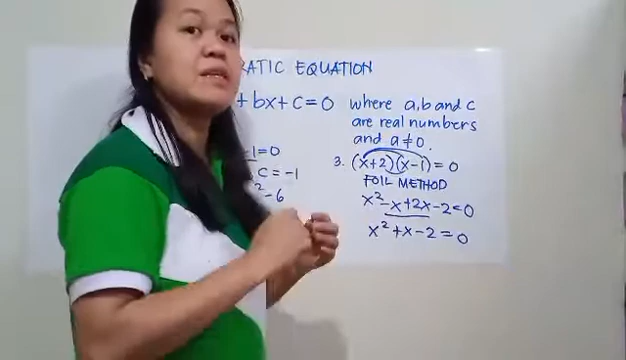 RATIC EQUATION
+ bx + c = 0 where a, b and c
are real numbers
and a ≠ 0.
-1 = 0
c = -1
² - 6
3. (x+2)(x-1) = 0
FOIL METHOD
x² - x + 2x - 2 = 0
x² + x - 2 = 0